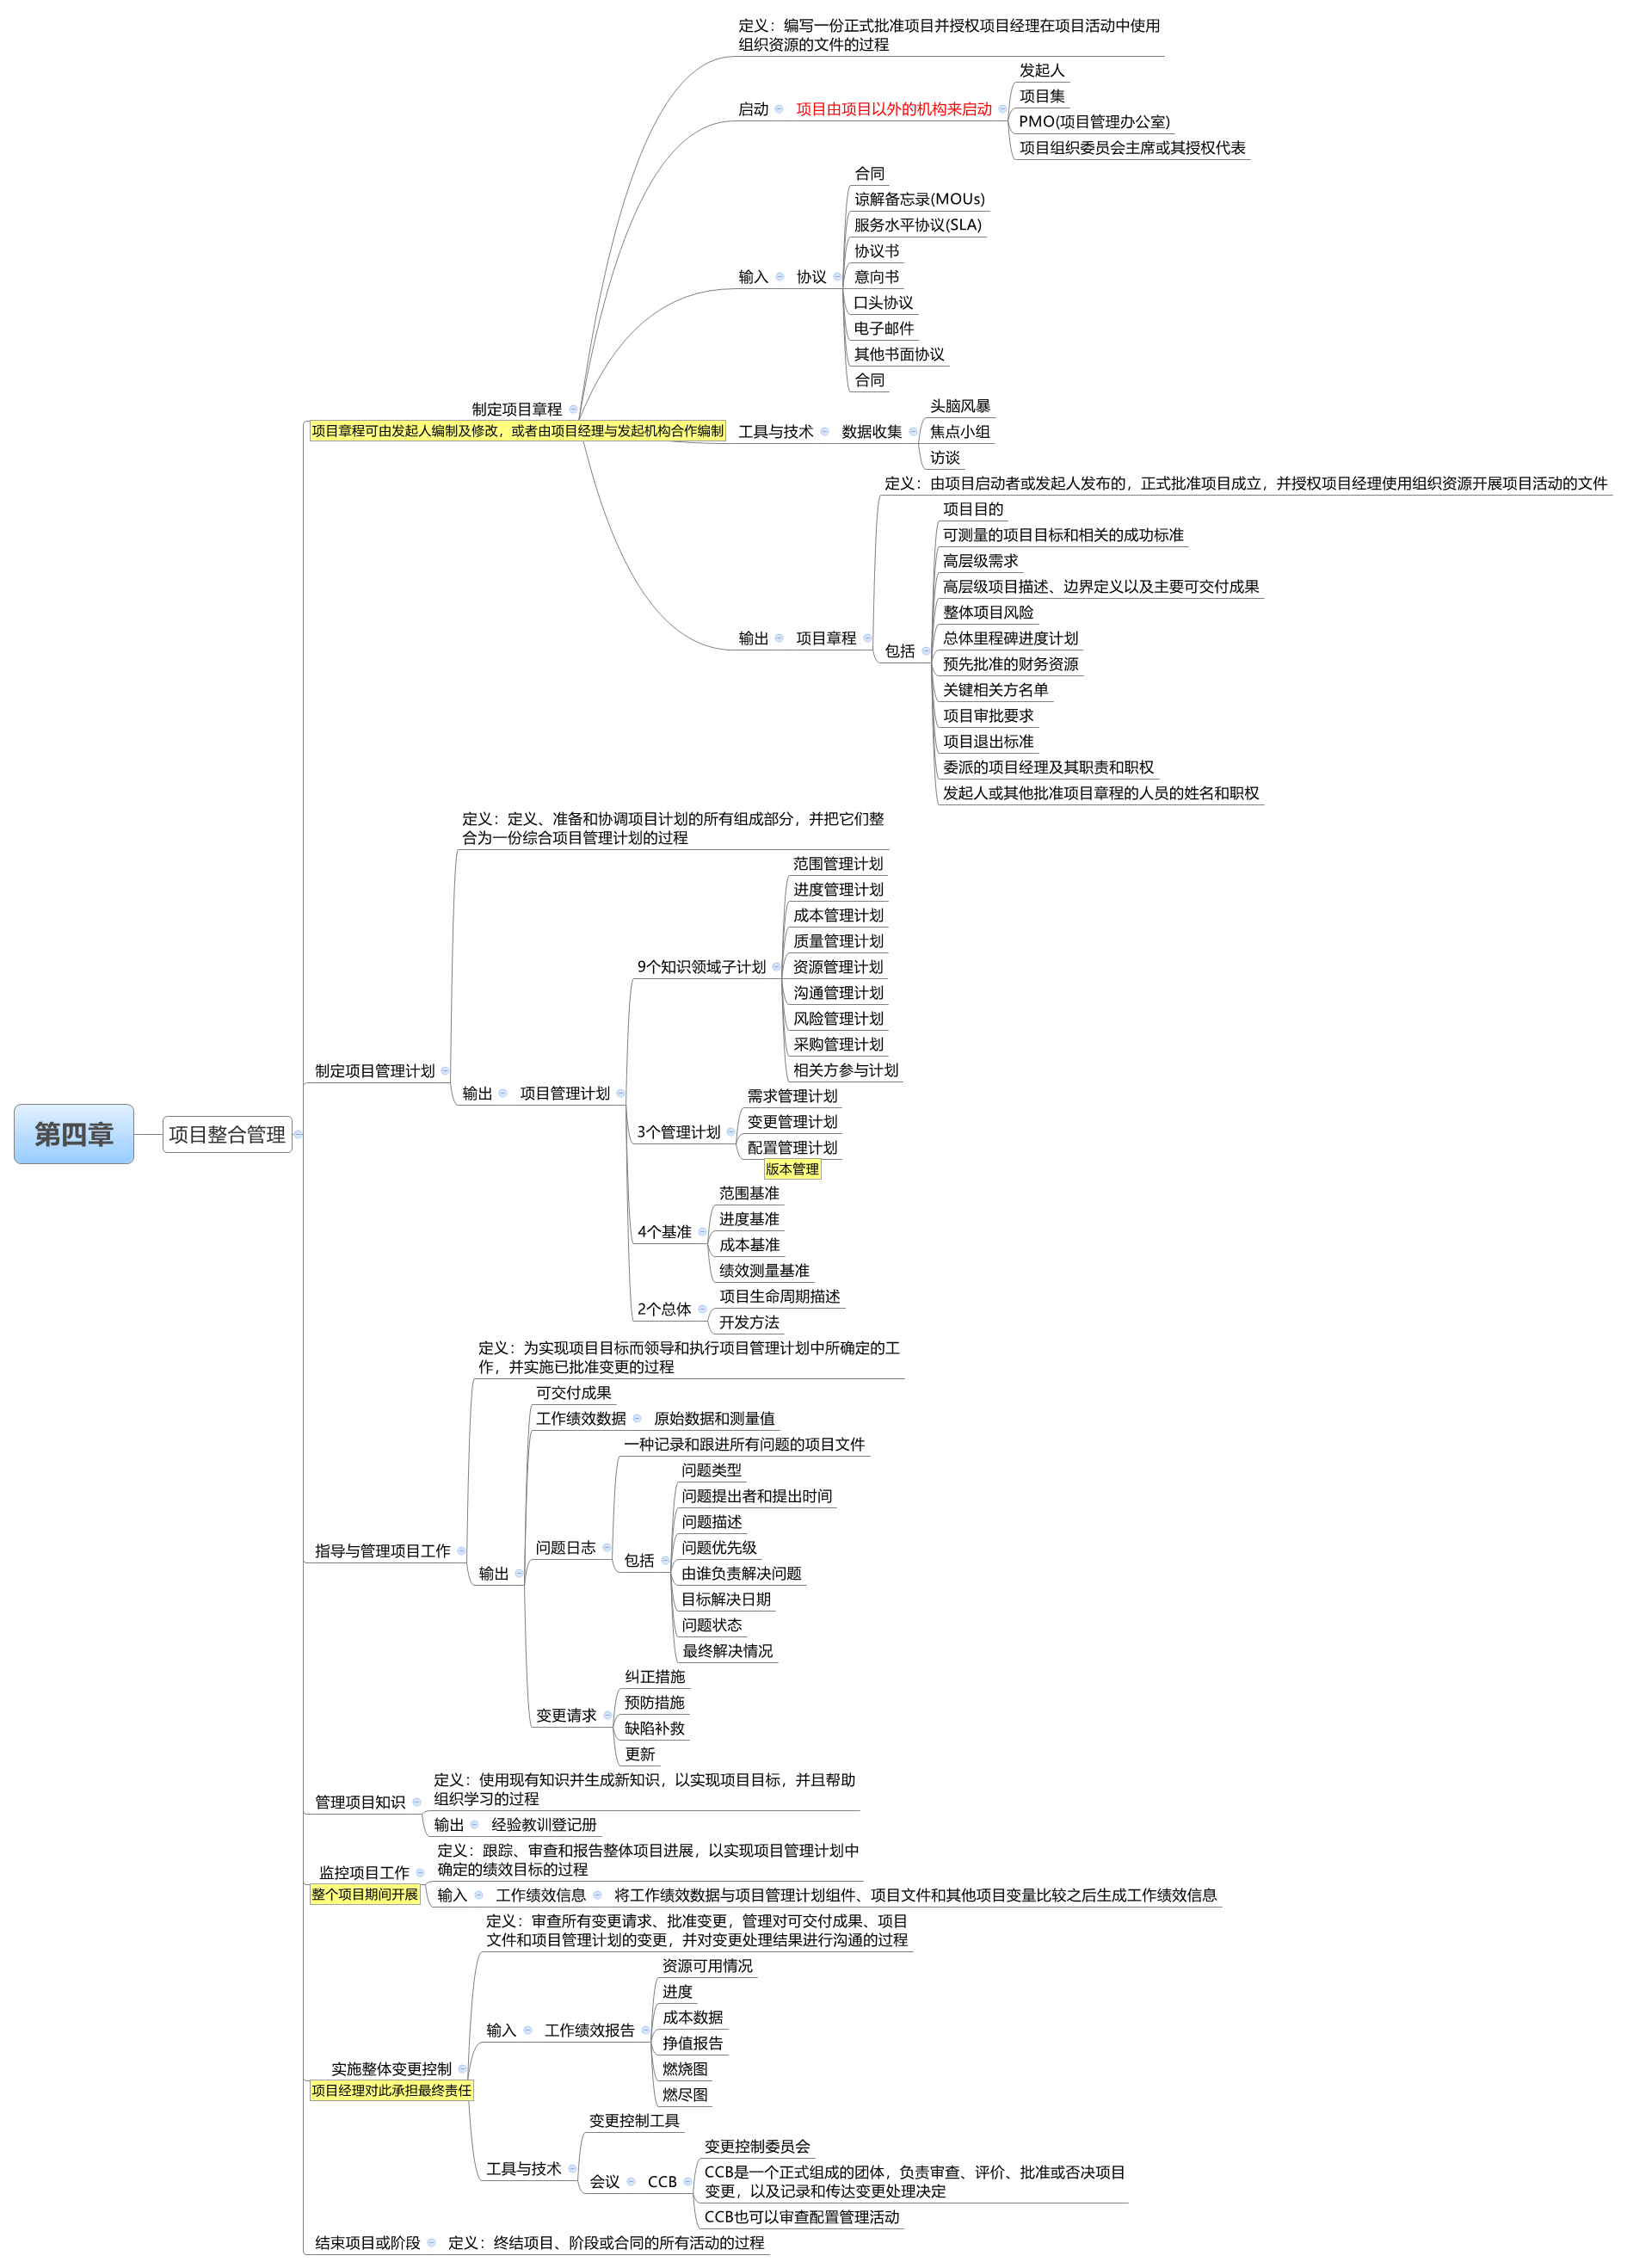 第四章
项目整合管理
制定项目章程
项目章程可由发起人编制及修改，或者由项目经理与发起机构合作编制
定义：编写一份正式批准项目并授权项目经理在项目活动中使用
组织资源的文件的过程
启动
项目由项目以外的机构来启动
发起人
项目集
PMO(项目管理办公室)
项目组织委员会主席或其授权代表
输入
协议
合同
谅解备忘录(MOUs)
服务水平协议(SLA)
协议书
意向书
口头协议
电子邮件
其他书面协议
合同
工具与技术
数据收集
头脑风暴
焦点小组
访谈
输出
项目章程
定义：由项目启动者或发起人发布的，正式批准项目成立，并授权项目经理使用组织资源开展项目活动的文件
包括
项目目的
可测量的项目目标和相关的成功标准
高层级需求
高层级项目描述、边界定义以及主要可交付成果
整体项目风险
总体里程碑进度计划
预先批准的财务资源
关键相关方名单
项目审批要求
项目退出标准
委派的项目经理及其职责和职权
发起人或其他批准项目章程的人员的姓名和职权
制定项目管理计划
定义：定义、准备和协调项目计划的所有组成部分，并把它们整
合为一份综合项目管理计划的过程
输出
项目管理计划
9个知识领域子计划
范围管理计划
进度管理计划
成本管理计划
质量管理计划
资源管理计划
沟通管理计划
风险管理计划
采购管理计划
相关方参与计划
3个管理计划
需求管理计划
变更管理计划
配置管理计划
版本管理
4个基准
范围基准
进度基准
成本基准
绩效测量基准
2个总体
项目生命周期描述
开发方法
指导与管理项目工作
定义：为实现项目目标而领导和执行项目管理计划中所确定的工
作，并实施已批准变更的过程
输出
可交付成果
工作绩效数据
原始数据和测量值
问题日志
一种记录和跟进所有问题的项目文件
包括
问题类型
问题提出者和提出时间
问题描述
问题优先级
由谁负责解决问题
目标解决日期
问题状态
最终解决情况
变更请求
纠正措施
预防措施
缺陷补救
更新
管理项目知识
定义：使用现有知识并生成新知识，以实现项目目标，并且帮助
组织学习的过程
输出
经验教训登记册
监控项目工作
整个项目期间开展
定义：跟踪、审查和报告整体项目进展，以实现项目管理计划中
确定的绩效目标的过程
输入
工作绩效信息
将工作绩效数据与项目管理计划组件、项目文件和其他项目变量比较之后生成工作绩效信息
实施整体变更控制
项目经理对此承担最终责任
定义：审查所有变更请求、批准变更，管理对可交付成果、项目
文件和项目管理计划的变更，并对变更处理结果进行沟通的过程
输入
工作绩效报告
资源可用情况
进度
成本数据
挣值报告
燃烧图
燃尽图
工具与技术
变更控制工具
会议
CCB
变更控制委员会
CCB是一个正式组成的团体，负责审查、评价、批准或否决项目
变更，以及记录和传达变更处理决定
CCB也可以审查配置管理活动
结束项目或阶段
定义：终结项目、阶段或合同的所有活动的过程